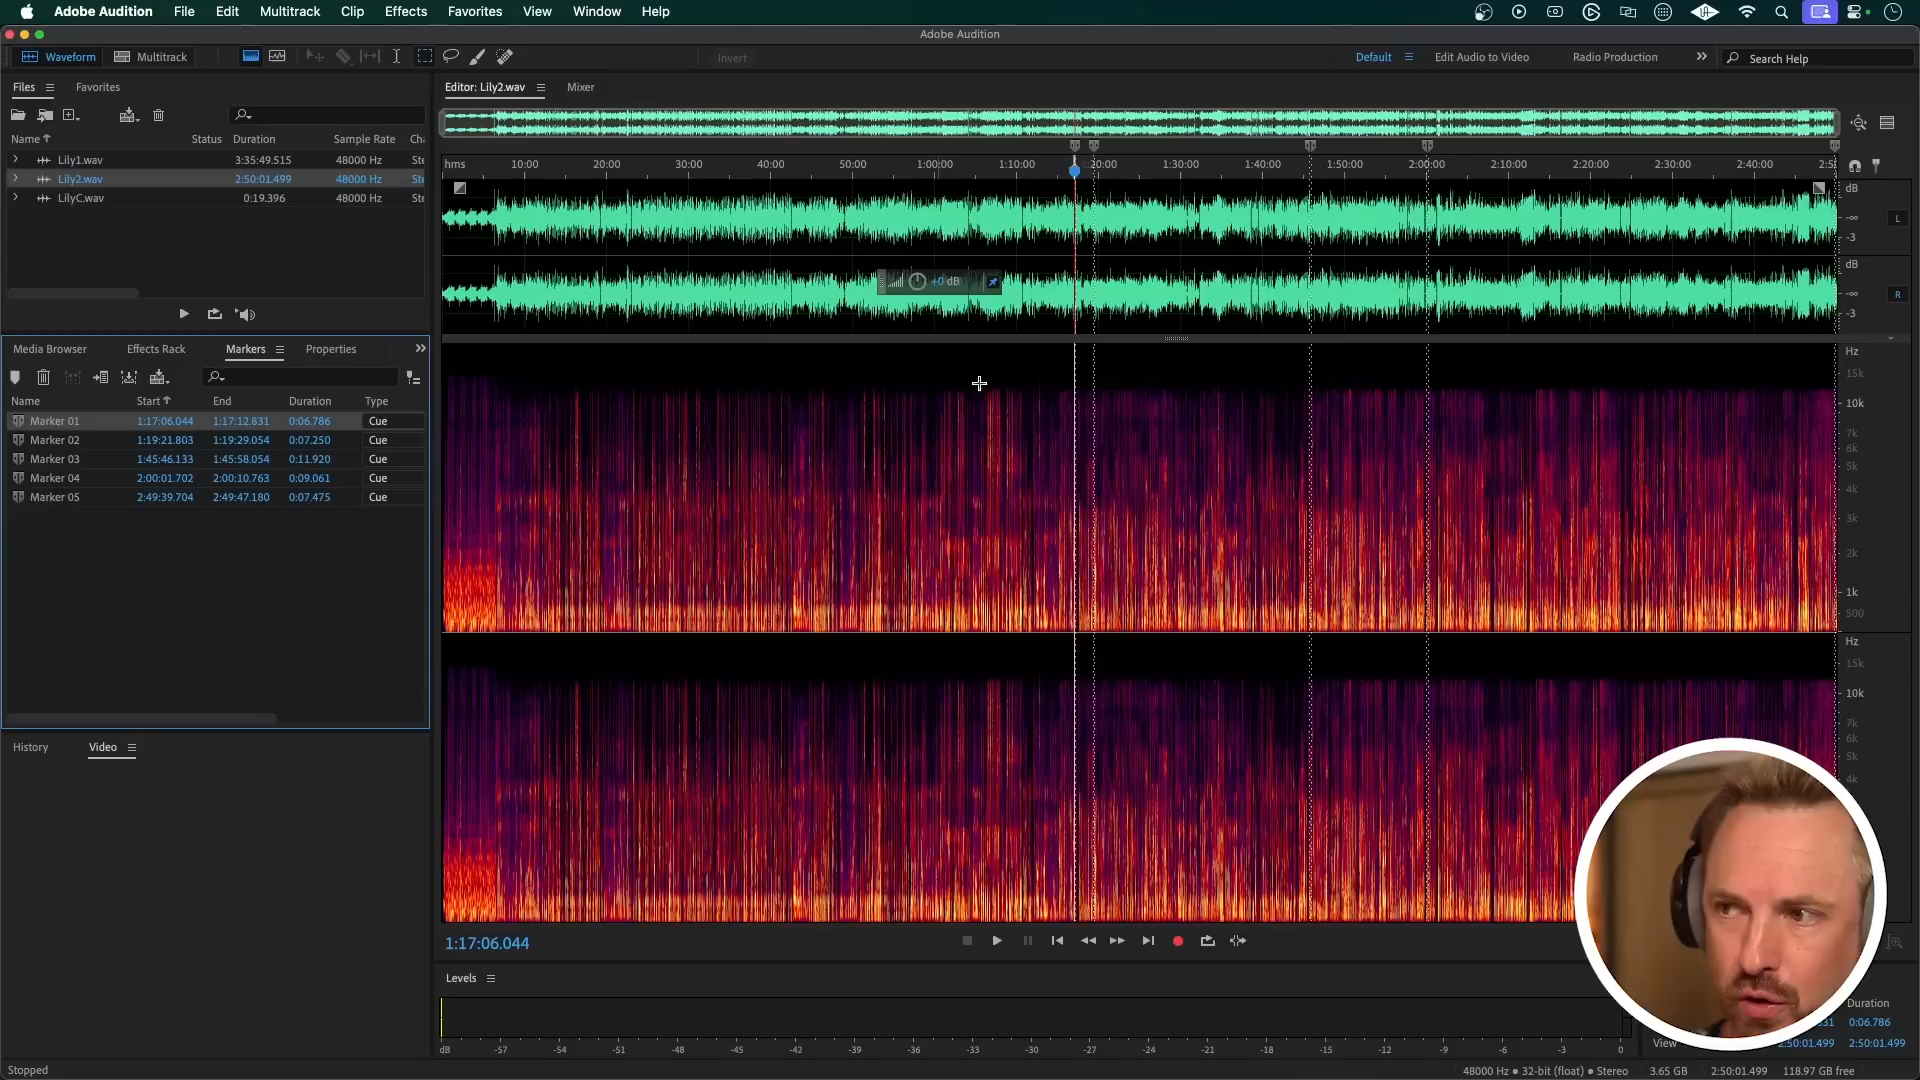 Adobe Audition File Edit Multitrack Clip Effects Favorites View Window Help
Adobe Audition
Waveform Multitrack Invert Default Edit Audio to Video Radio Production Search Help
Files Favorites
Editor: Lily2.wav Mixer
Name Status Duration Sample Rate
Lily1.wav 3:35:49.515 48000 Hz
Lily2.wav 2:50:01.499 48000 Hz
LilyC.wav 0:19.396 48000 Hz
hms 10:00 20:00 30:00 40:00 50:00 1:00:00 1:10:00 1:20:00 1:30:00 1:40:00 1:50:00 2:00:00 2:10:00 2:20:00 2:30:00 2:40:00
dB
-∞ L
-3
dB
+0 dB
-∞ R
-3
Media Browser Effects Rack Markers Properties
Name Start End Duration Type
Marker 01 1:17:06.044 1:17:12.831 0:06.786 Cue
Marker 02 1:19:21.803 1:19:29.054 0:07.250 Cue
Marker 03 1:45:46.133 1:45:58.054 0:11.920 Cue
Marker 04 2:00:01.702 2:00:10.763 0:09.061 Cue
Marker 05 2:49:39.704 2:49:47.180 0:07.475 Cue
Hz
15k
10k
7k
6k
5k
4k
3k
2k
1k
500
Hz
15k
10k
7k
6k
5k
4k
History Video
1:17:06.044
Levels
dB -57 -54 -51 -48 -45 -42 -39 -36 -33 -30 -27 -24 -21 -18 -15 -12 -9 -6 -3 0
Duration
0:06.786
View 2:50:01.499 2:50:01.499
Stopped
48000 Hz • 32-bit (float) • Stereo 3.65 GB 2:50:01.499 118.97 GB free